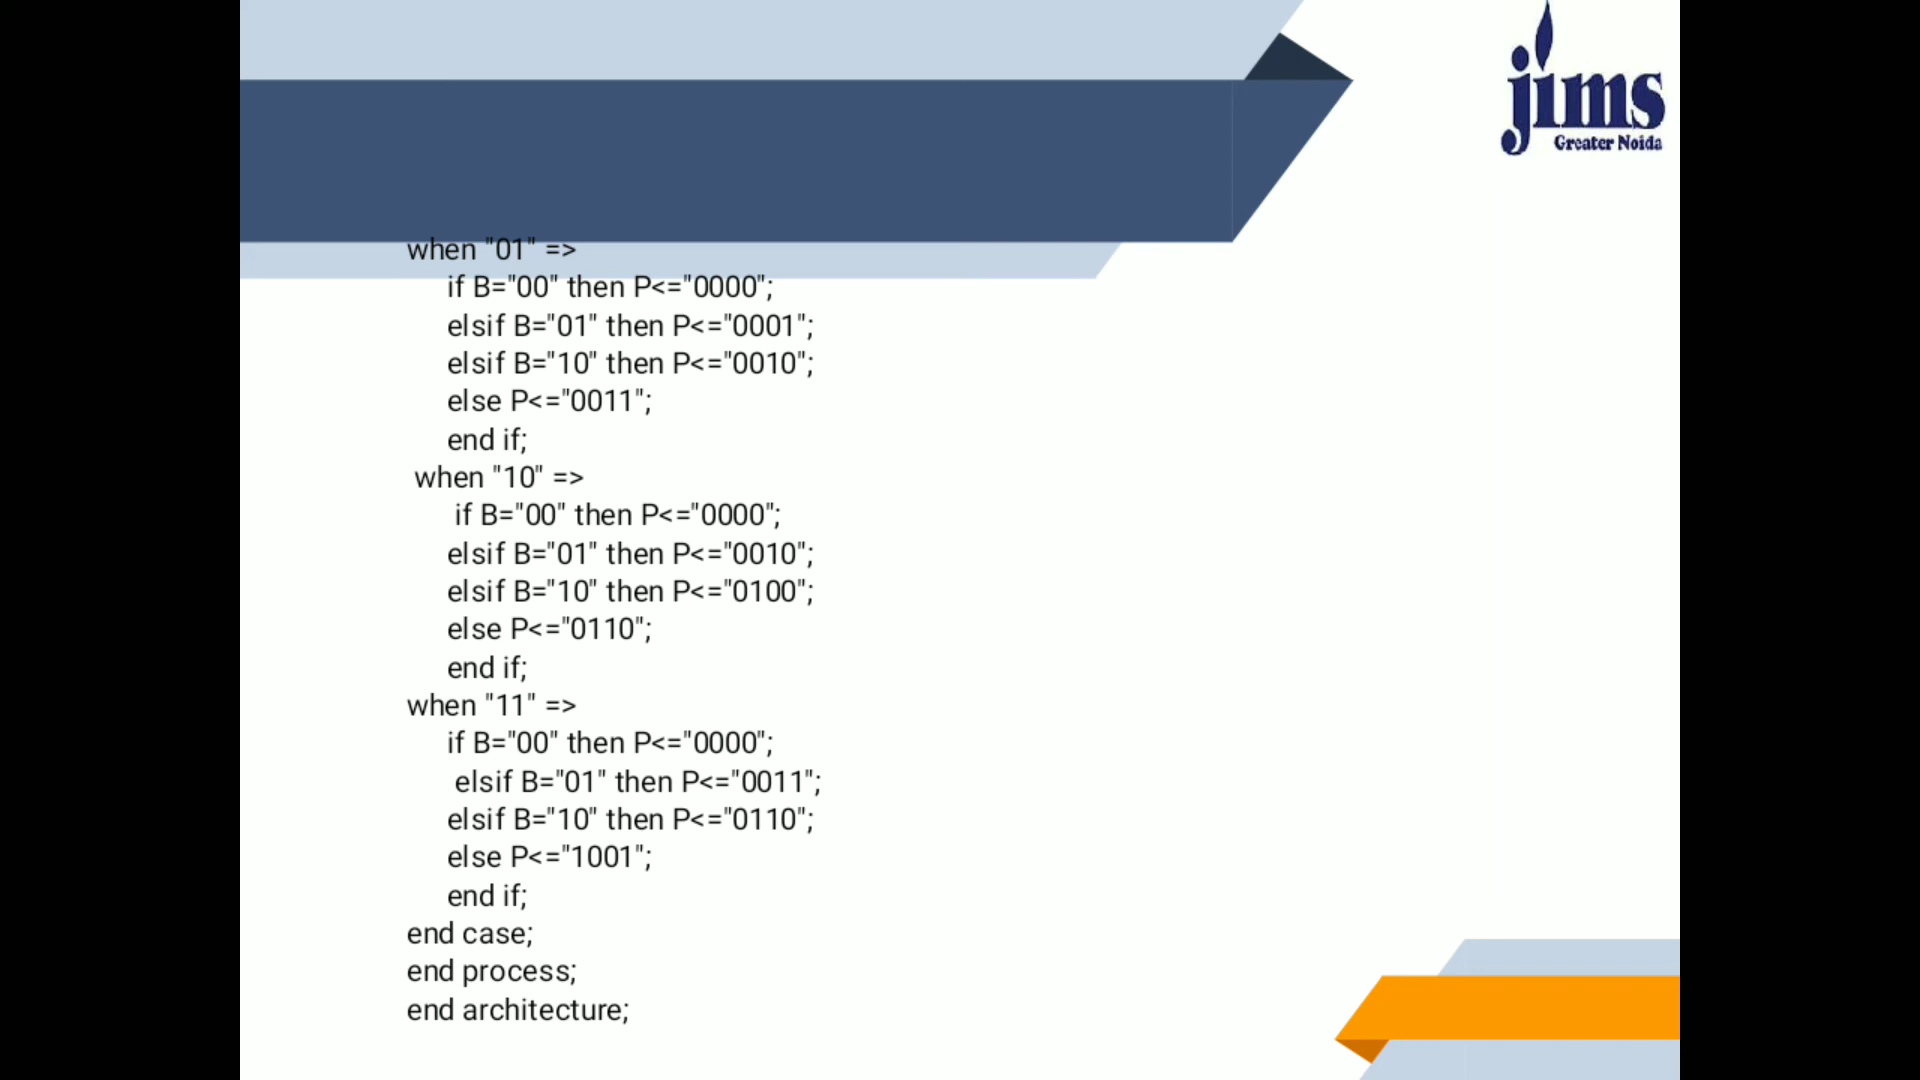 jims
Greater Noida
when "01" =>
if B="00" then P<="0000";
elsif B="01" then P<="0001";
elsif B="10" then P<="0010";
else P<="0011";
end if;
when "10" =>
if B="00" then P<="0000";
elsif B="01" then P<="0010";
elsif B="10" then P<="0100";
else P<="0110";
end if;
when "11" =>
if B="00" then P<="0000";
elsif B="01" then P<="0011";
elsif B="10" then P<="0110";
else P<="1001";
end if;
end case;
end process;
end architecture;